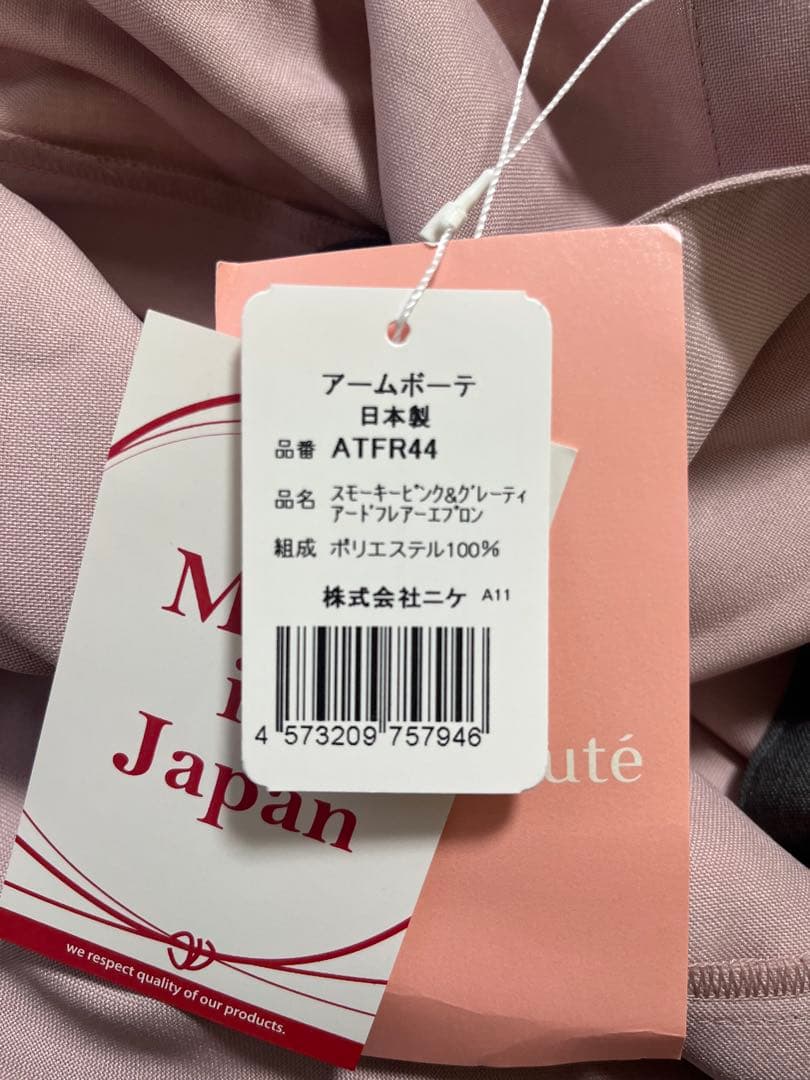 アームボーテ
日本製
品番 ATFR44
品名 スモーキーピンク&グレーティ
アードフレアーエプロン
組成 ポリエステル100%
株式会社ニケ A11
4 573209 757946
M
i
Japan
we respect quality of our products.
uté